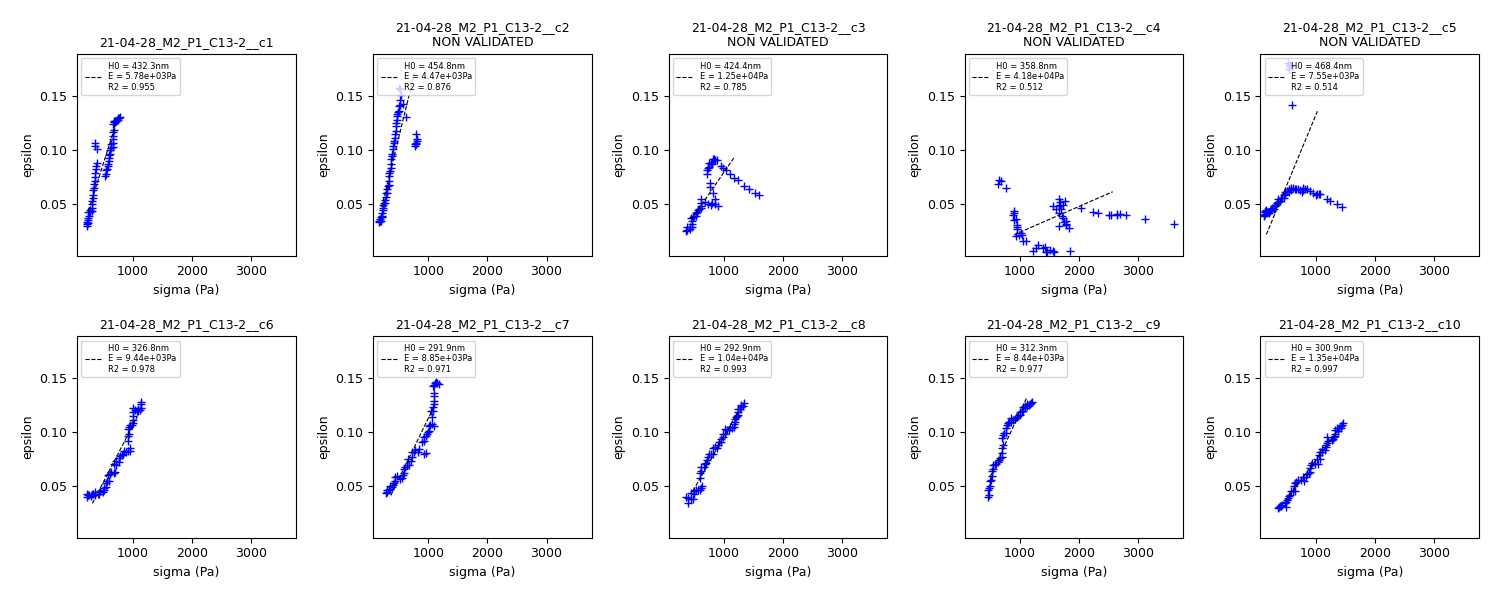 21-04-28_M2_P1_C13-2__c1
H0 = 432.3nm
E = 5.78e+03Pa
R2 = 0.955
epsilon
0.15
0.10
0.05
1000 2000 3000
sigma (Pa)
21-04-28_M2_P1_C13-2__c2
NON VALIDATED
H0 = 454.8nm
E = 4.47e+03Pa
R2 = 0.876
epsilon
0.15
0.10
0.05
1000 2000 3000
sigma (Pa)
21-04-28_M2_P1_C13-2__c3
NON VALIDATED
H0 = 424.4nm
E = 1.25e+04Pa
R2 = 0.785
epsilon
0.15
0.10
0.05
1000 2000 3000
sigma (Pa)
21-04-28_M2_P1_C13-2__c4
NON VALIDATED
H0 = 358.8nm
E = 4.18e+04Pa
R2 = 0.512
epsilon
0.15
0.10
0.05
1000 2000 3000
sigma (Pa)
21-04-28_M2_P1_C13-2__c5
NON VALIDATED
H0 = 468.4nm
E = 7.55e+03Pa
R2 = 0.514
epsilon
0.15
0.10
0.05
1000 2000 3000
sigma (Pa)
21-04-28_M2_P1_C13-2__c6
H0 = 326.8nm
E = 9.44e+03Pa
R2 = 0.978
epsilon
0.15
0.10
0.05
1000 2000 3000
sigma (Pa)
21-04-28_M2_P1_C13-2__c7
H0 = 291.9nm
E = 8.85e+03Pa
R2 = 0.971
epsilon
0.15
0.10
0.05
1000 2000 3000
sigma (Pa)
21-04-28_M2_P1_C13-2__c8
H0 = 292.9nm
E = 1.04e+04Pa
R2 = 0.993
epsilon
0.15
0.10
0.05
1000 2000 3000
sigma (Pa)
21-04-28_M2_P1_C13-2__c9
H0 = 312.3nm
E = 8.44e+03Pa
R2 = 0.977
epsilon
0.15
0.10
0.05
1000 2000 3000
sigma (Pa)
21-04-28_M2_P1_C13-2__c10
H0 = 300.9nm
E = 1.35e+04Pa
R2 = 0.997
epsilon
0.15
0.10
0.05
1000 2000 3000
sigma (Pa)